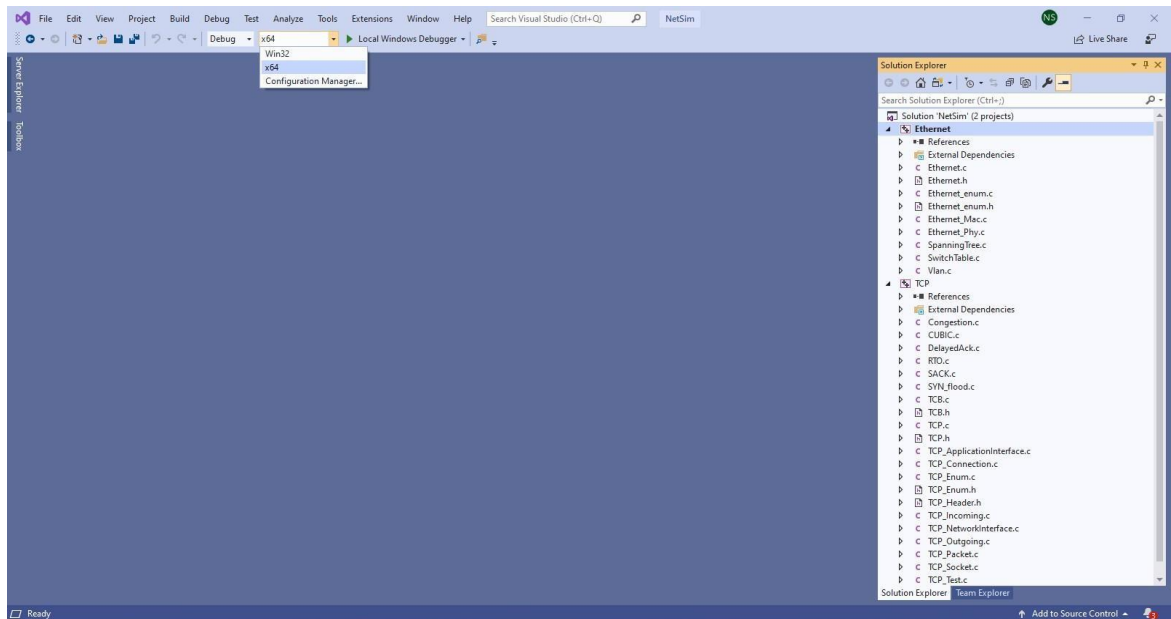 File Edit View Project Build Debug Test Analyze Tools Extensions Window Help Search Visual Studio (Ctrl+Q) NetSim NS
Debug x64 Local Windows Debugger Live Share
Win32
x64
Configuration Manager...
Server Explorer
Toolbox
Solution Explorer
Search Solution Explorer (Ctrl+;)
Solution 'NetSim' (2 projects)
Ethernet
References
External Dependencies
Ethernet.c
Ethernet.h
Ethernet_enum.c
Ethernet_enum.h
Ethernet_Mac.c
Ethernet_Phy.c
SpanningTree.c
SwitchTable.c
Vlan.c
TCP
References
External Dependencies
Congestion.c
CUBIC.c
DelayedAck.c
RTO.c
SACK.c
SYN_flood.c
TCB.c
TCB.h
TCP.c
TCP.h
TCP_ApplicationInterface.c
TCP_Connection.c
TCP_Enum.c
TCP_Enum.h
TCP_Header.h
TCP_Incoming.c
TCP_NetworkInterface.c
TCP_Outgoing.c
TCP_Packet.c
TCP_Socket.c
TCP_Test.c
Solution Explorer Team Explorer
Ready Add to Source Control